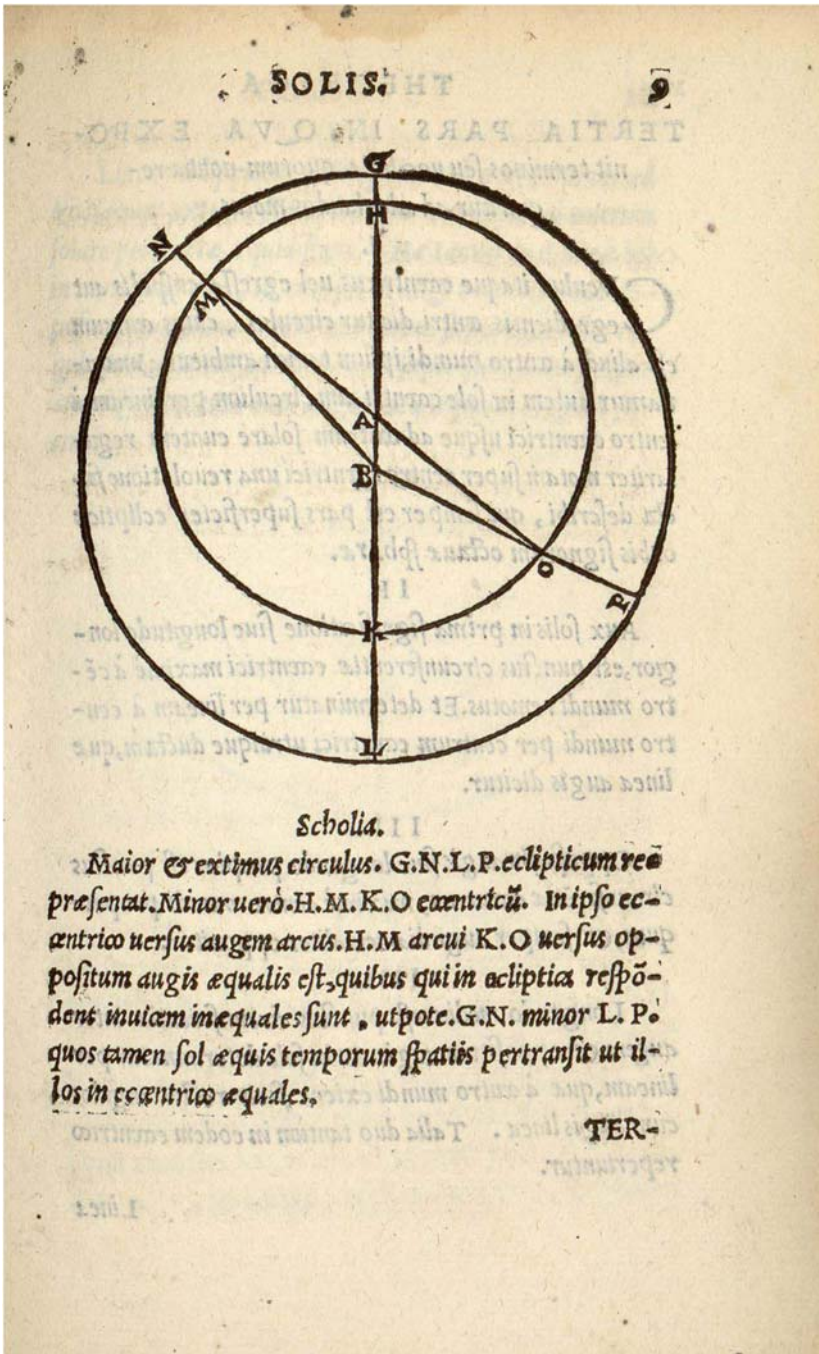 SOLIS. 9
G
H
N
M
A
B
O
P
K
L
Scholia.
Maior & extimus circulus. G.N.L.P. eclipticum re-
præsentat. Minor uerò. H.M.K.O eccentricū. In ipso ec-
centrico uersus augem arcus. H.M arcui K.O uersus op-
positum augis æqualis est, quibus qui in ecliptica respō-
dent inuicem inæquales sunt, utpote. G.N. minor L.P.
quos tamen sol æquis temporum spatiis pertransit ut il-
los in eccentrico æquales.
TER-